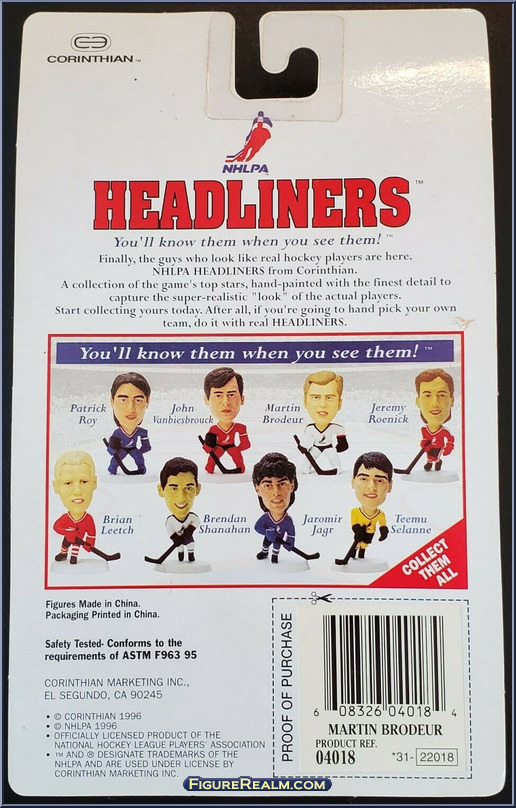 CORINTHIAN™
NHLPA
HEADLINERS™
You'll know them when you see them! ™
Finally, the guys who look like real hockey players are here.
NHLPA HEADLINERS from Corinthian.
A collection of the game's top stars, hand-painted with the finest detail to
capture the super-realistic "look" of the actual players.
Start collecting yours today. After all, if you're going to hand pick your own
team, do it with real HEADLINERS.
You'll know them when you see them! ™
Patrick
Roy
John
Vanbiesbrouck
Martin
Brodeur
Jeremy
Roenick
Brian
Leetch
Brendan
Shanahan
Jaromir
Jagr
Teemu
Selanne
COLLECT
THEM
ALL
Figures Made in China.
Packaging Printed in China.
Safety Tested- Conforms to the
requirements of ASTM F963 95
CORINTHIAN MARKETING INC.,
EL SEGUNDO, CA 90245
• © CORINTHIAN 1996
• © NHLPA 1996
• OFFICIALLY LICENSED PRODUCT OF THE
NATIONAL HOCKEY LEAGUE PLAYERS' ASSOCIATION
• ™ AND ® DESIGNATE TRADEMARKS OF THE
NHLPA AND ARE USED UNDER LICENSE BY
CORINTHIAN MARKETING INC.
PROOF OF PURCHASE
6 08326 04018 4
MARTIN BRODEUR
PRODUCT REF.
04018
*31- 22018
FIGUREREALM.COM